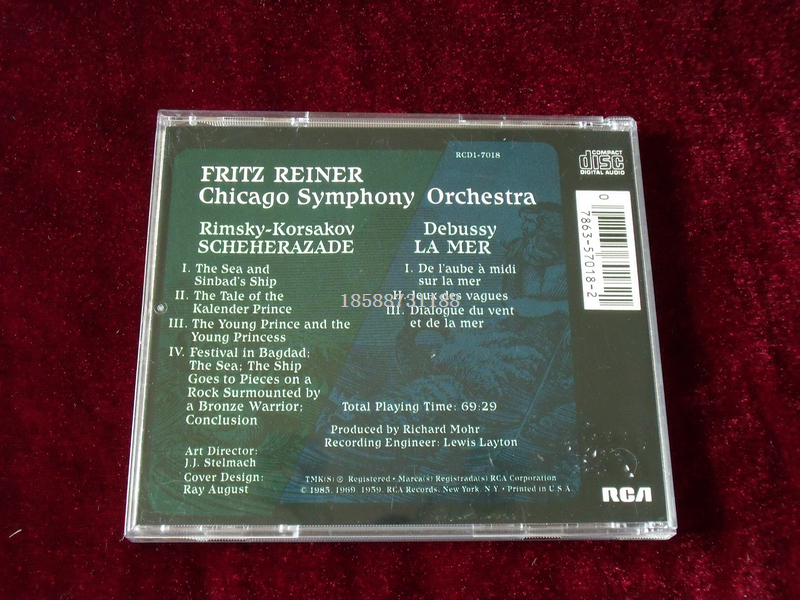 RCD1-7018
COMPACT
disc
DIGITAL AUDIO
FRITZ REINER
Chicago Symphony Orchestra
Rimsky-Korsakov
SCHEHERAZADE
I. The Sea and
Sinbad's Ship
II. The Tale of the
Kalender Prince
III. The Young Prince and the
Young Princess
IV. Festival in Bagdad;
The Sea; The Ship
Goes to Pieces on a
Rock Surmounted by
a Bronze Warrior;
Conclusion
Debussy
LA MER
I. De l'aube à midi
sur la mer
II. Jeux des vagues
III. Dialogue du vent
et de la mer
18588731188
0 7863-57018-2
Total Playing Time: 69:29
Produced by Richard Mohr
Recording Engineer: Lewis Layton
Art Director:
J.J. Stelmach
Cover Design:
Ray August
TMK(S) ® Registered • Marca(s) Registrada(s) RCA Corporation
© 1985, 1969, 1959, RCA Records, New York, N.Y. • Printed in U.S.A.
RCA